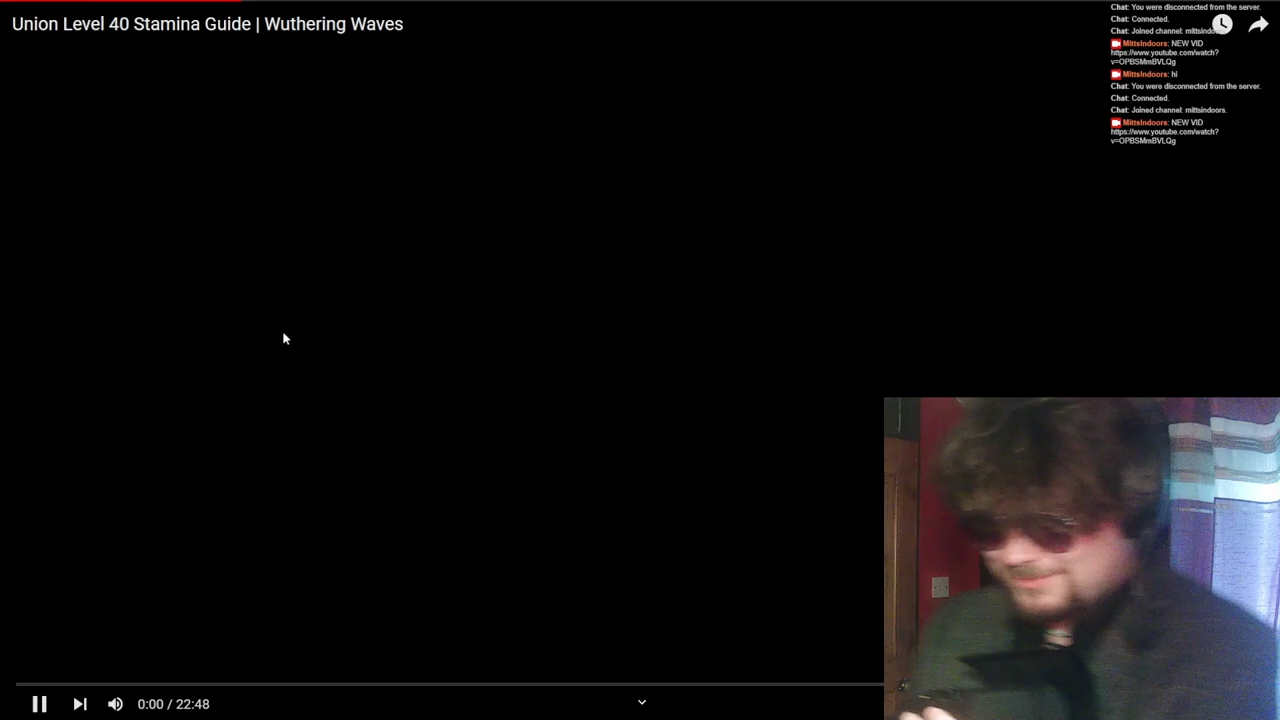 Union Level 40 Stamina Guide | Wuthering Waves
Chat: You were disconnected from the server.
Chat: Connected.
Chat: Joined channel:
MittsIndoors: NEW VID
https://www.youtube.com/watch?
v=OPBSMmBVLQg
MittsIndoors: hi
Chat: You were disconnected from the server.
Chat: Connected.
Chat: Joined channel: mittsindoors.
MittsIndoors: NEW VID
https://www.youtube.com/watch?
v=OPBSMmBVLQg
0:00 / 22:48